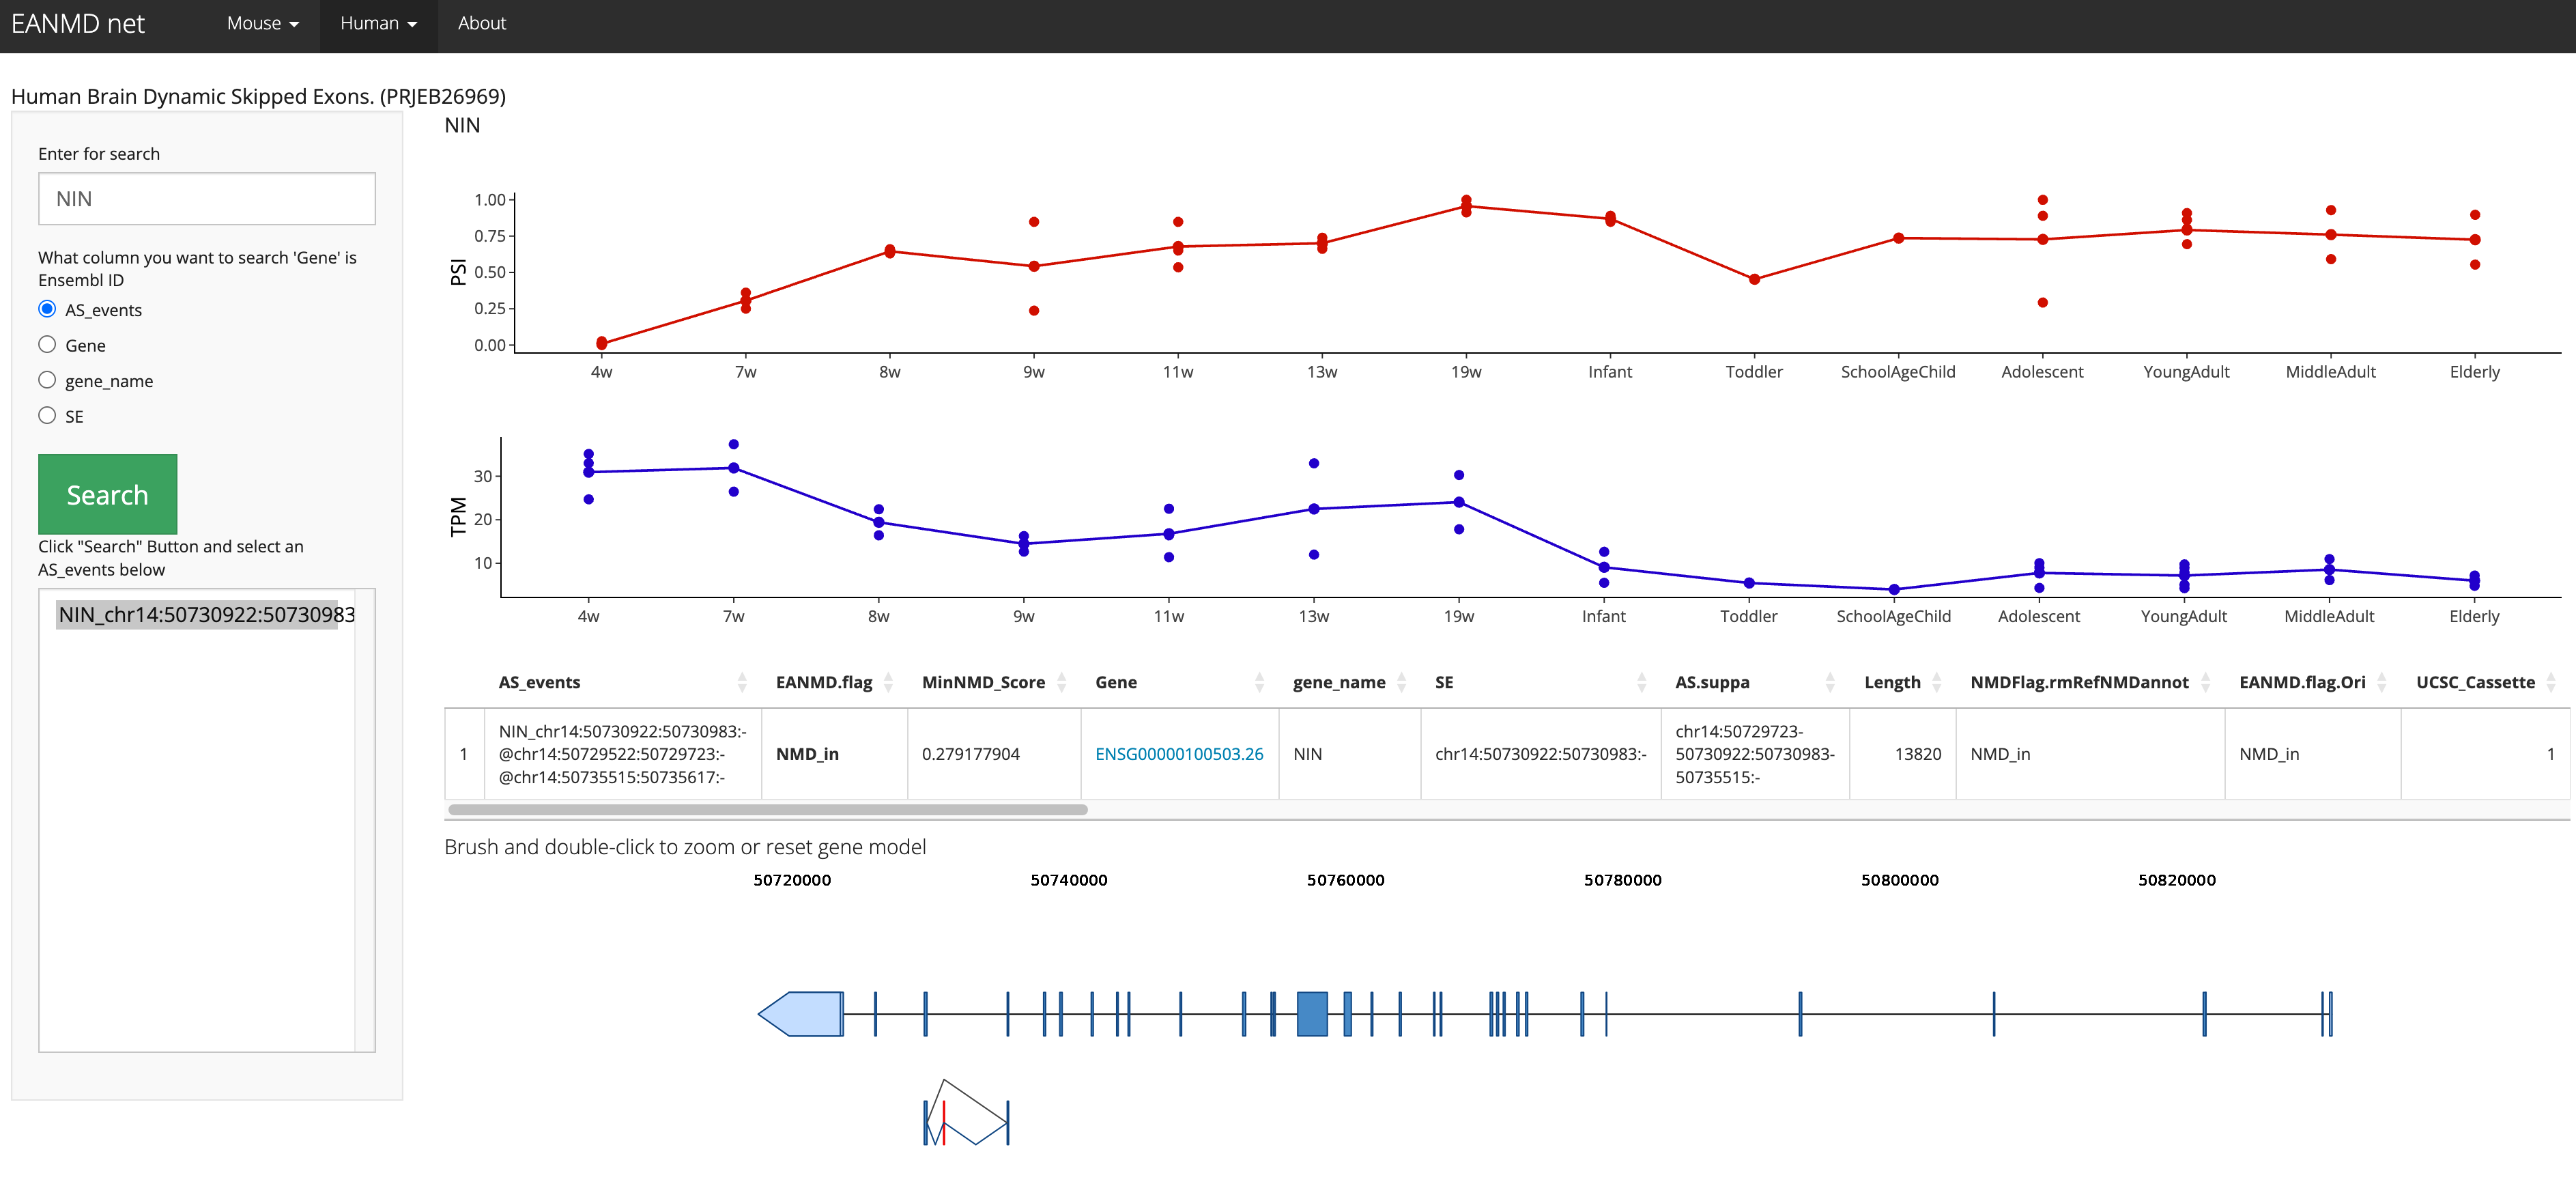 EANMD net Mouse Human About
Human Brain Dynamic Skipped Exons. (PRJEB26969)
Enter for search
NIN
What column you want to search 'Gene' is
Ensembl ID
AS_events
Gene
gene_name
SE
Search
Click "Search" Button and select an
AS_events below
NIN_chr14:50730922:50730983
NIN
PSI
1.00
0.75
0.50
0.25
0.00
4w 7w 8w 9w 11w 13w 19w Infant Toddler SchoolAgeChild Adolescent YoungAdult MiddleAdult Elderly
TPM
30
20
10
4w 7w 8w 9w 11w 13w 19w Infant Toddler SchoolAgeChild Adolescent YoungAdult MiddleAdult Elderly
AS_events EANMD.flag MinNMD_Score Gene gene_name SE AS.suppa Length NMDFlag.rmRefNMDannot EANMD.flag.Ori UCSC_Cassette
NIN_chr14:50730922:50730983:- chr14:50729723-
1 @chr14:50729522:50729723:- NMD_in 0.279177904 ENSG00000100503.26 NIN chr14:50730922:50730983:- 50730922:50730983- 13820 NMD_in NMD_in 1
@chr14:50735515:50735617:- 50735515:-
Brush and double-click to zoom or reset gene model
50720000 50740000 50760000 50780000 50800000 50820000